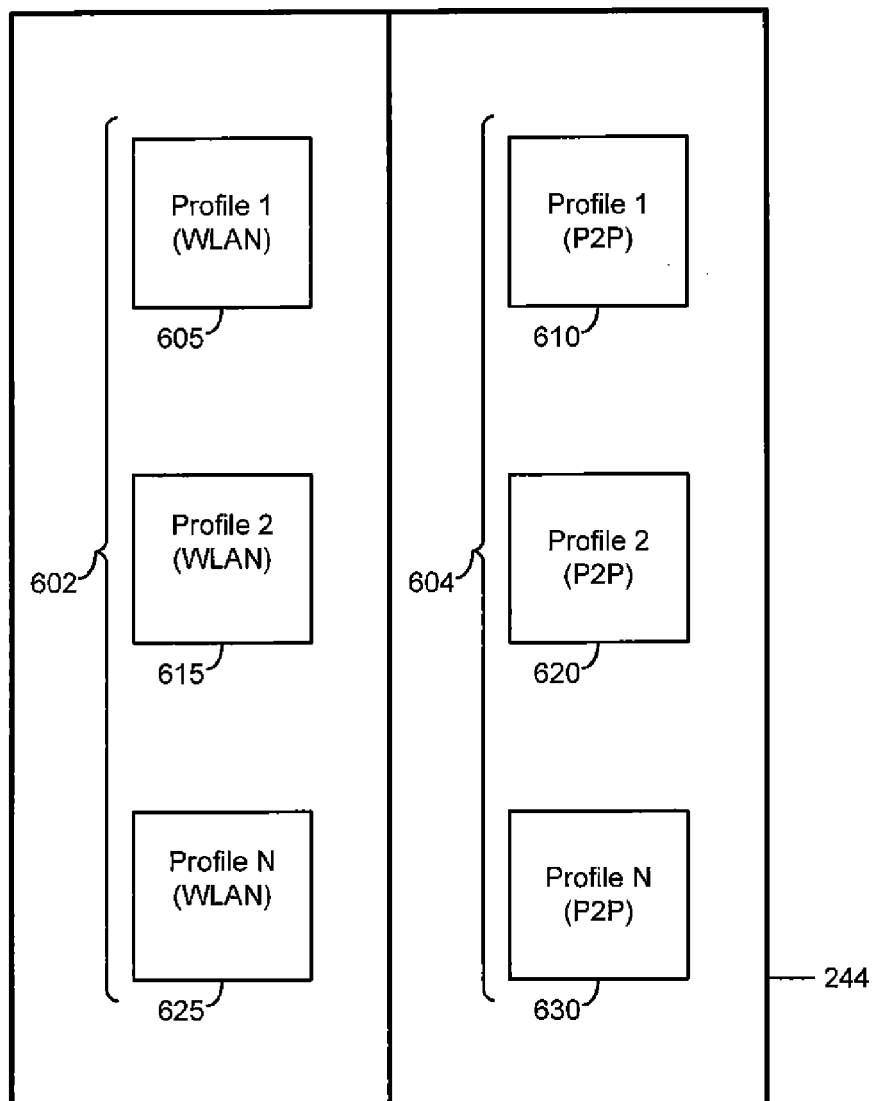 Profile 1
(WLAN)
605
Profile 1
(P2P)
610
602
Profile 2
(WLAN)
615
604
Profile 2
(P2P)
620
Profile N
(WLAN)
625
Profile N
(P2P)
630
244